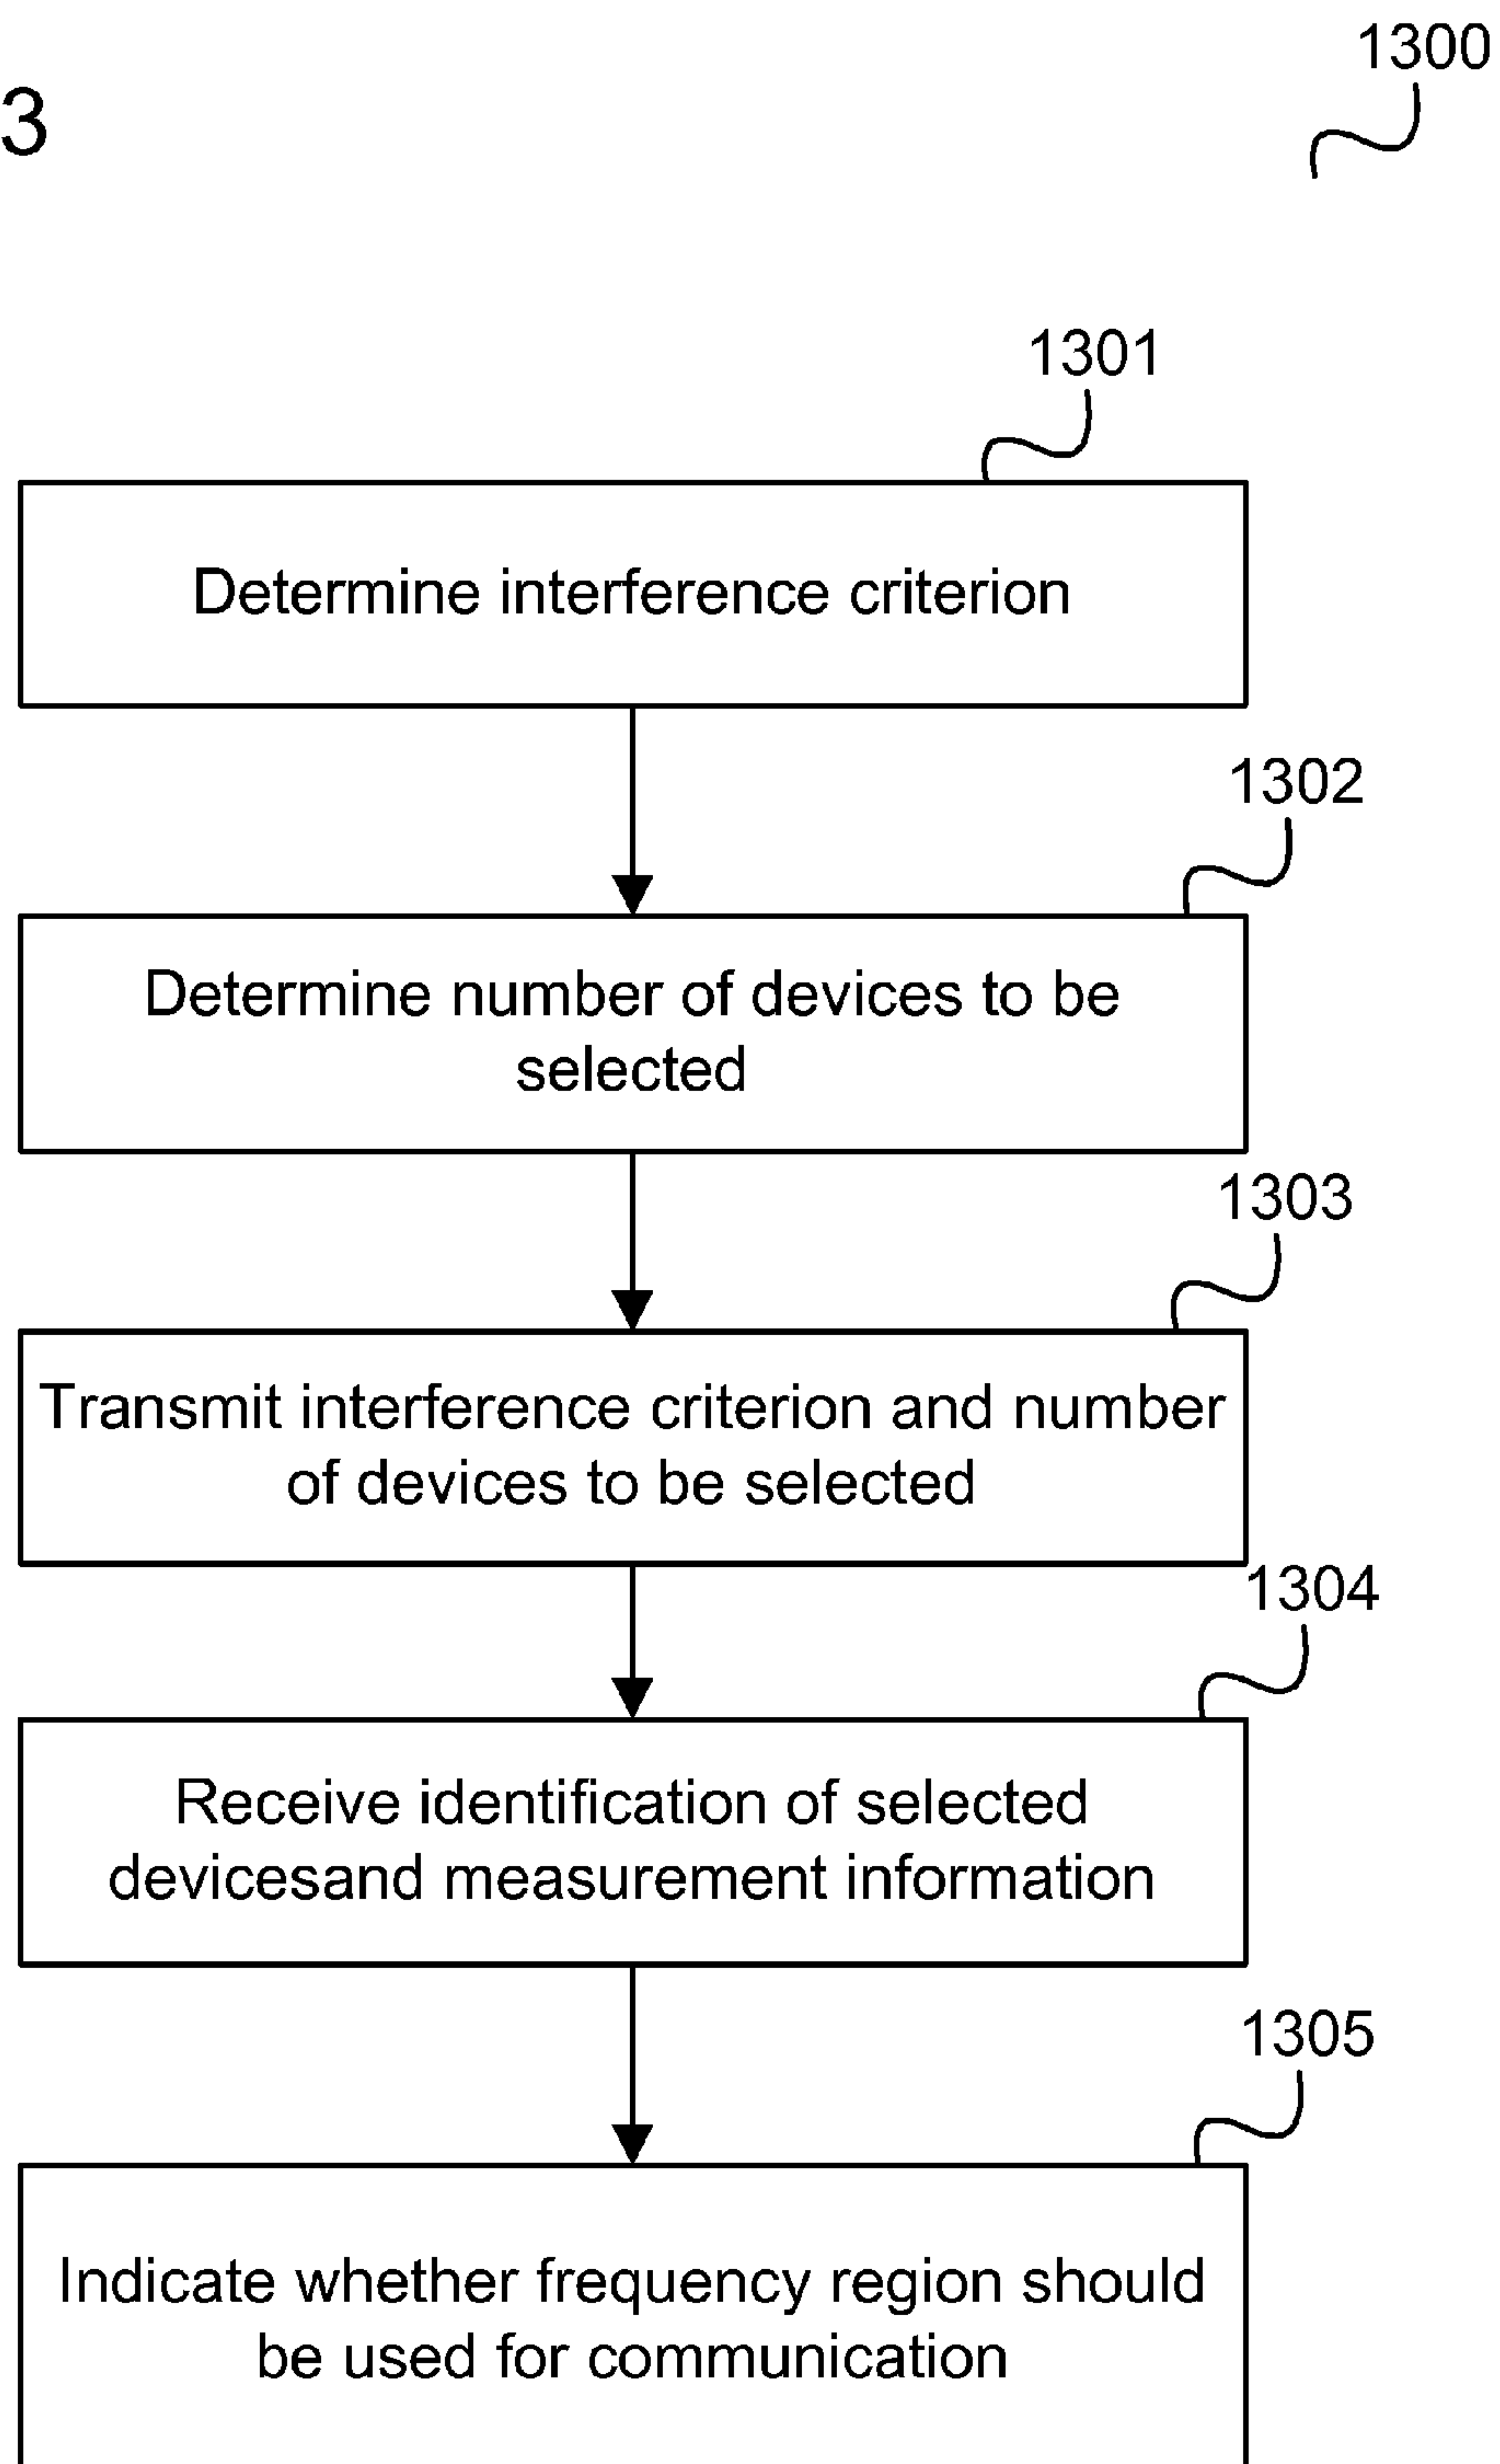 1300
3
1301
Determine interference criterion
1302
Determine number of devices to be
selected
1303
Transmit interference criterion and number
of devices to be selected
1304
Receive identification of selected
devicesand measurement information
1305
Indicate whether frequency region should
be used for communication